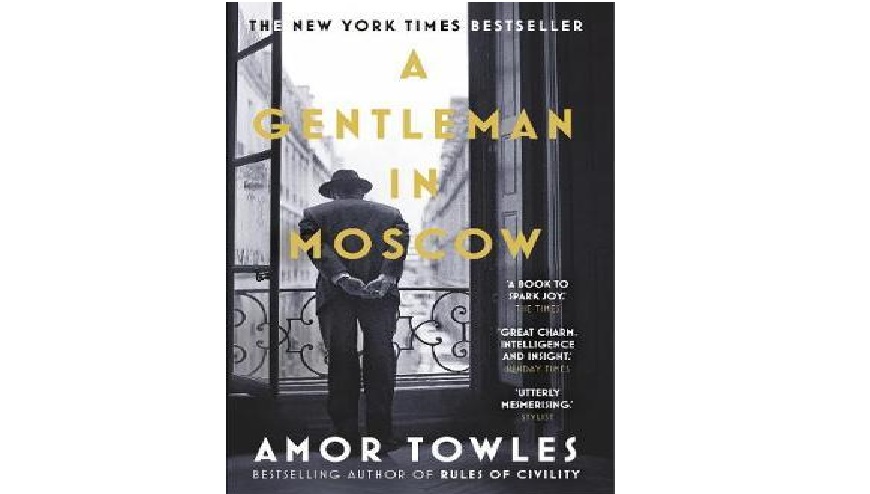 THE NEW YORK TIMES BESTSELLER
A
GENTLEMAN
IN
MOSCOW
'A BOOK TO
SPARK JOY.'
THE TIMES
'GREAT CHARM,
INTELLIGENCE
AND INSIGHT.'
SUNDAY TIMES
'UTTERLY
MESMERISING.'
STYLIST
AMOR TOWLES
BESTSELLING AUTHOR OF RULES OF CIVILITY